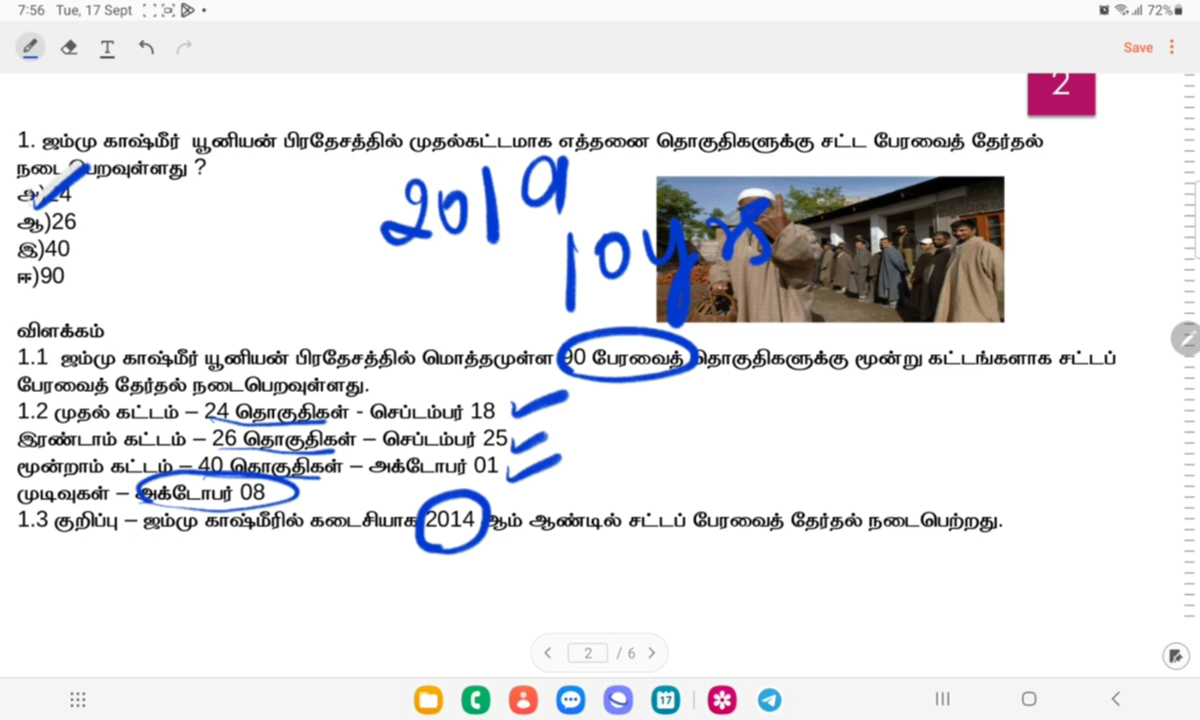 7:56 Tue, 17 Sept
72%
Save
2
1. ஜம்மு காஷ்மீர் யூனியன் பிரதேசத்தில் முதல்கட்டமாக எத்தனை தொகுதிகளுக்கு சட்ட பேரவைத் தேர்தல்
நடைபெறவுள்ளது ?
அ)24
ஆ)26
இ)40
ஈ)90
2019
10yrs
விளக்கம்
1.1 ஜம்மு காஷ்மீர் யூனியன் பிரதேசத்தில் மொத்தமுள்ள 90 பேரவைத் தொகுதிகளுக்கு மூன்று கட்டங்களாக சட்டப்
பேரவைத் தேர்தல் நடைபெறவுள்ளது.
1.2 முதல் கட்டம் – 24 தொகுதிகள் - செப்டம்பர் 18
இரண்டாம் கட்டம் – 26 தொகுதிகள் – செப்டம்பர் 25
மூன்றாம் கட்டம் – 40 தொகுதிகள் – அக்டோபர் 01
முடிவுகள் – அக்டோபர் 08
1.3 குறிப்பு – ஜம்மு காஷ்மீரில் கடைசியாக 2014 ஆம் ஆண்டில் சட்டப் பேரவைத் தேர்தல் நடைபெற்றது.
2 / 6
17